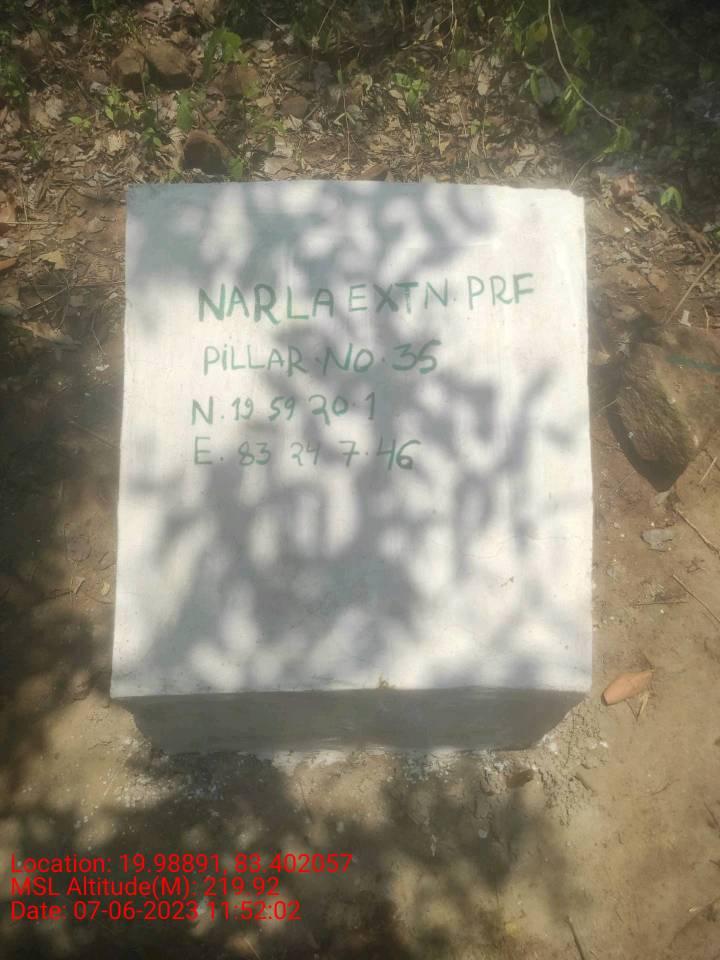 NARLA EXTN. PRF
PILLAR. NO. 35
N. 19 59 20.1
E. 83 24 7.46
Location: 19.98891, 83.402057
MSL Altitude(M): 219.92
Date: 07-06-2023 11:52:02